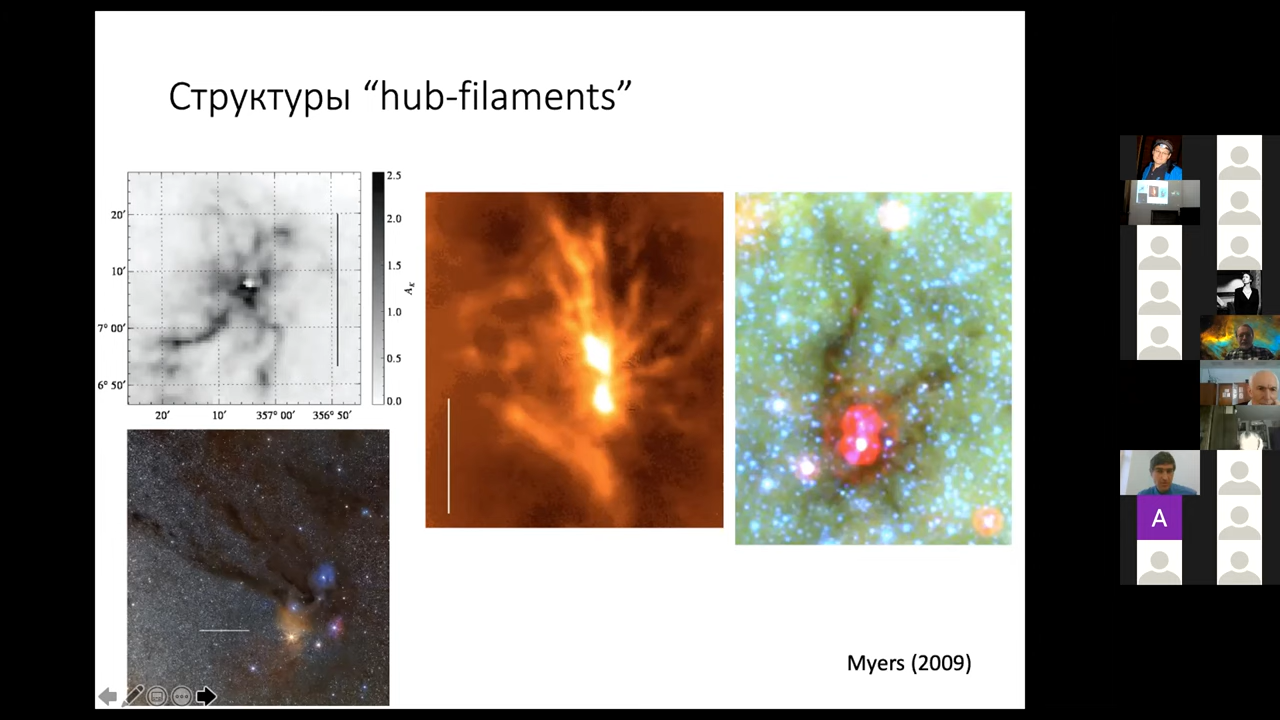 Структуры “hub-filaments”
20′
10′
7° 00′
6° 50′
20′ 10′ 357° 00′ 356° 50′
2.5
2.0
1.5
1.0
0.5
0.0
A_K
Myers (2009)
A